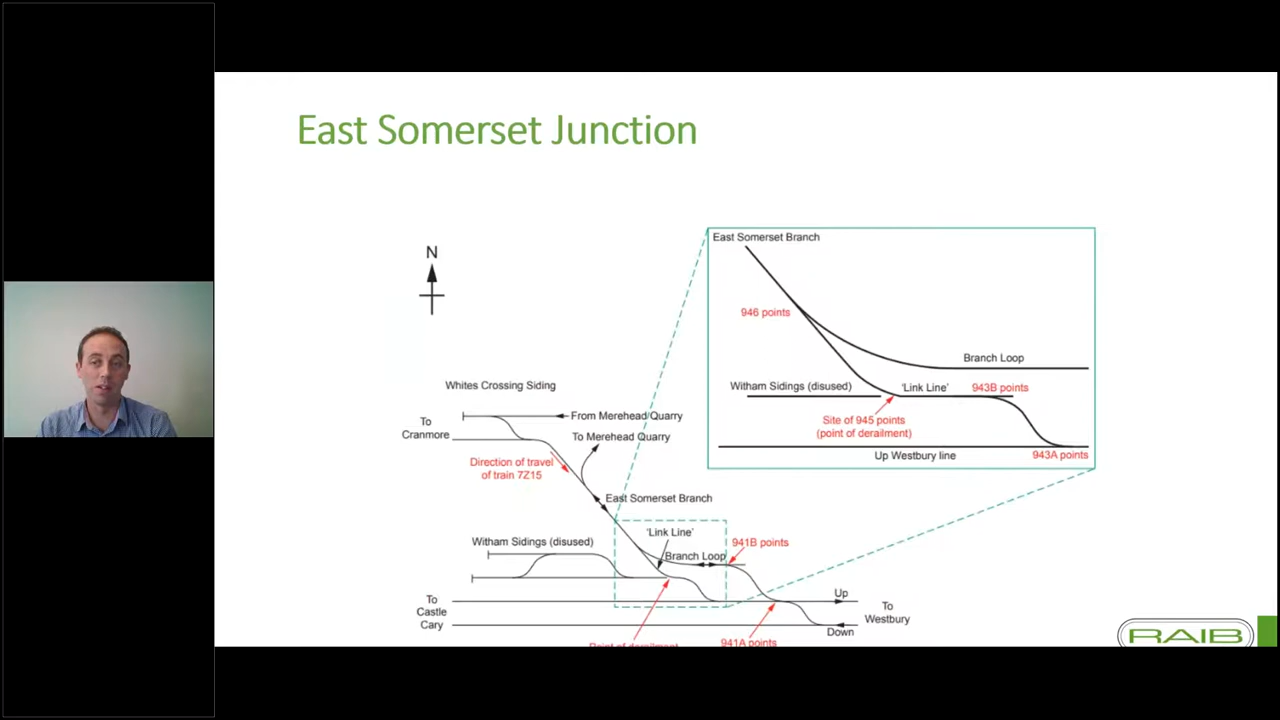 East Somerset Junction
N
East Somerset Branch
946 points
Branch Loop
Witham Sidings (disused)
'Link Line'
943B points
Site of 945 points
(point of derailment)
Up Westbury line
943A points
Whites Crossing Siding
To
Cranmore
From Merehead/Quarry
To Merehead Quarry
Direction of travel
of train 7Z15
East Somerset Branch
'Link Line'
Witham Sidings (disused)
Branch Loop
941B points
To
Castle
Cary
Up
To
Westbury
Down
Point of derailment
941A points
RAIB